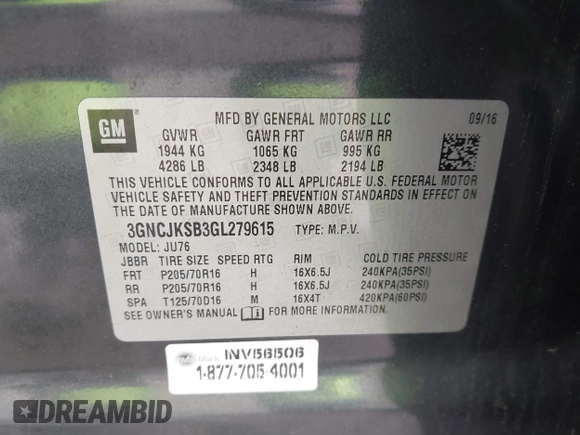 GM
MFD BY GENERAL MOTORS LLC 09/16
GVWR GAWR FRT GAWR RR
1944 KG 1065 KG 995 KG
4286 LB 2348 LB 2194 LB
THIS VEHICLE CONFORMS TO ALL APPLICABLE U.S. FEDERAL MOTOR
VEHICLE SAFETY AND THEFT PREVENTION STANDARDS IN EFFECT ON
THE DATE OF MANUFACTURE SHOWN ABOVE.
3GNCJKSB3GL279615 TYPE: M.P.V.
MODEL: JU76
JBBR TIRE SIZE SPEED RTG RIM COLD TIRE PRESSURE
FRT P205/70R16 H 16X6.5J 240KPA(35PSI)
RR P205/70R16 H 16X6.5J 240KPA(35PSI)
SPA T125/70D16 M 16X4T 420KPA(60PSI)
SEE OWNER'S MANUAL FOR MORE INFORMATION
Mark INV56506
1-877-705-4001
DREAMBID